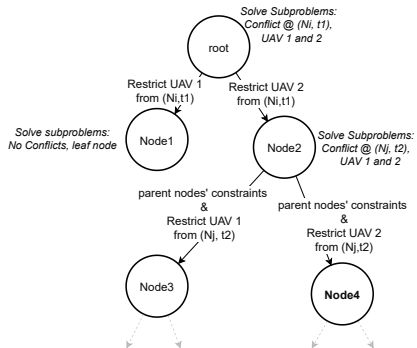 Solve Subproblems:
Conflict @ (Ni, t1),
UAV 1 and 2
root
Restrict UAV 1
from (Ni,t1)
Restrict UAV 2
from (Ni,t1)
Solve subproblems:
No Conflicts, leaf node
Node1
Node2
Solve Subproblems:
Conflict @ (Nj, t2),
UAV 1 and 2
parent nodes' constraints
&
Restrict UAV 1
from (Nj, t2)
parent nodes' constraints
&
Restrict UAV 2
from (Nj,t2)
Node3
Node4